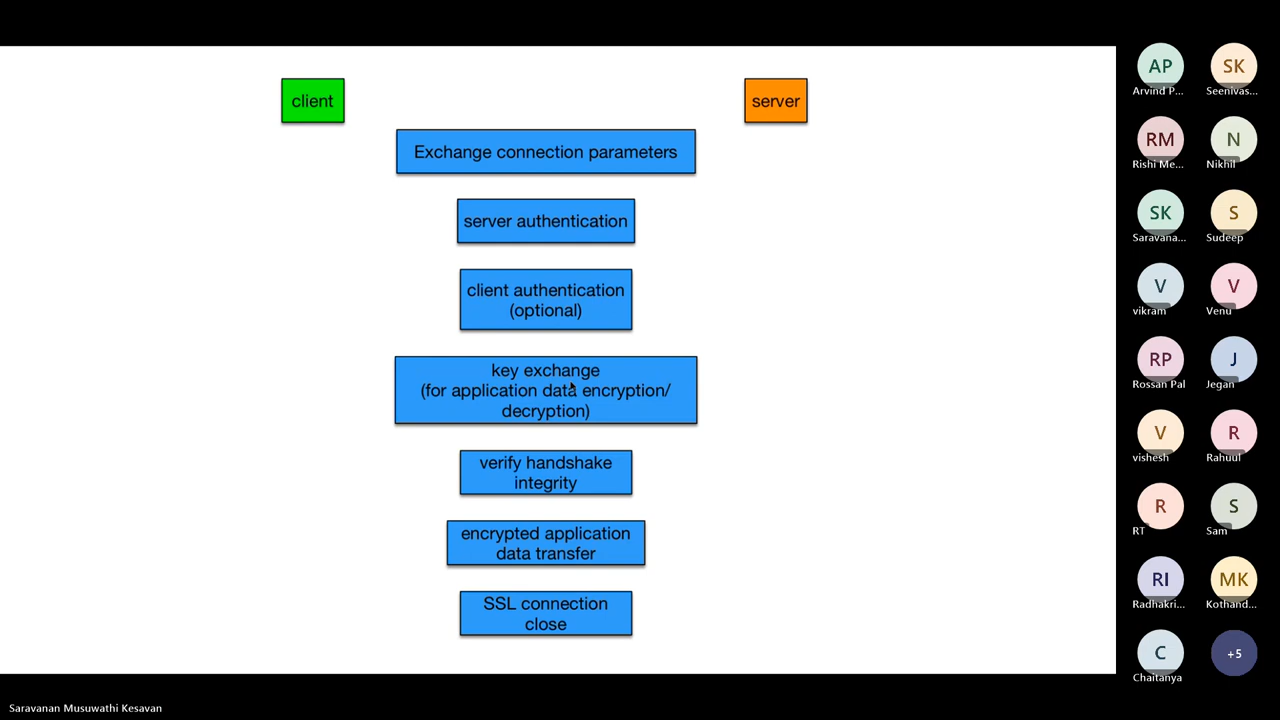 client
server
Exchange connection parameters
server authentication
client authentication
(optional)
key exchange
(for application data encryption/
decryption)
verify handshake
integrity
encrypted application
data transfer
SSL connection
close
AP
Arvind P...
SK
Seenivas...
RM
Rishi Me...
N
Nikhil
SK
Saravana...
S
Sudeep
V
vikram
V
Venu
RP
Rossan Pal
J
Jegan
V
vishesh
R
Rahuul
R
RT
S
Sam
RI
Radhakri...
MK
Kothand...
C
Chaitanya
+5
Saravanan Musuwathi Kesavan